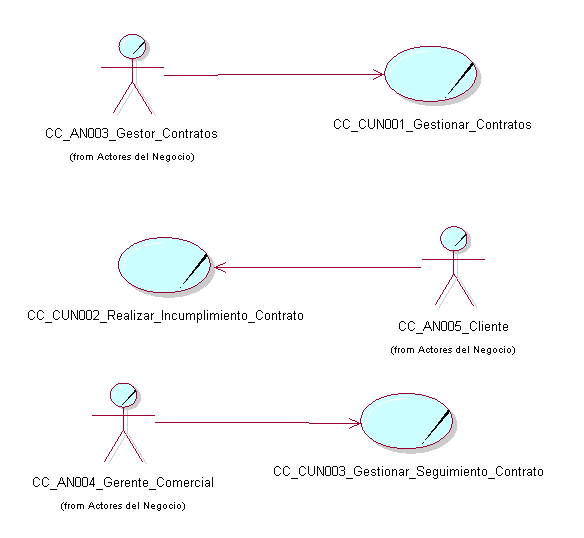 CC_AN003_Gestor_Contratos
(from Actores del Negocio)
CC_CUN001_Gestionar_Contratos
CC_CUN002_Realizar_Incumplimiento_Contrato
CC_AN005_Cliente
(from Actores del Negocio)
CC_AN004_Gerente_Comercial
(from Actores del Negocio)
CC_CUN003_Gestionar_Seguimiento_Contrato